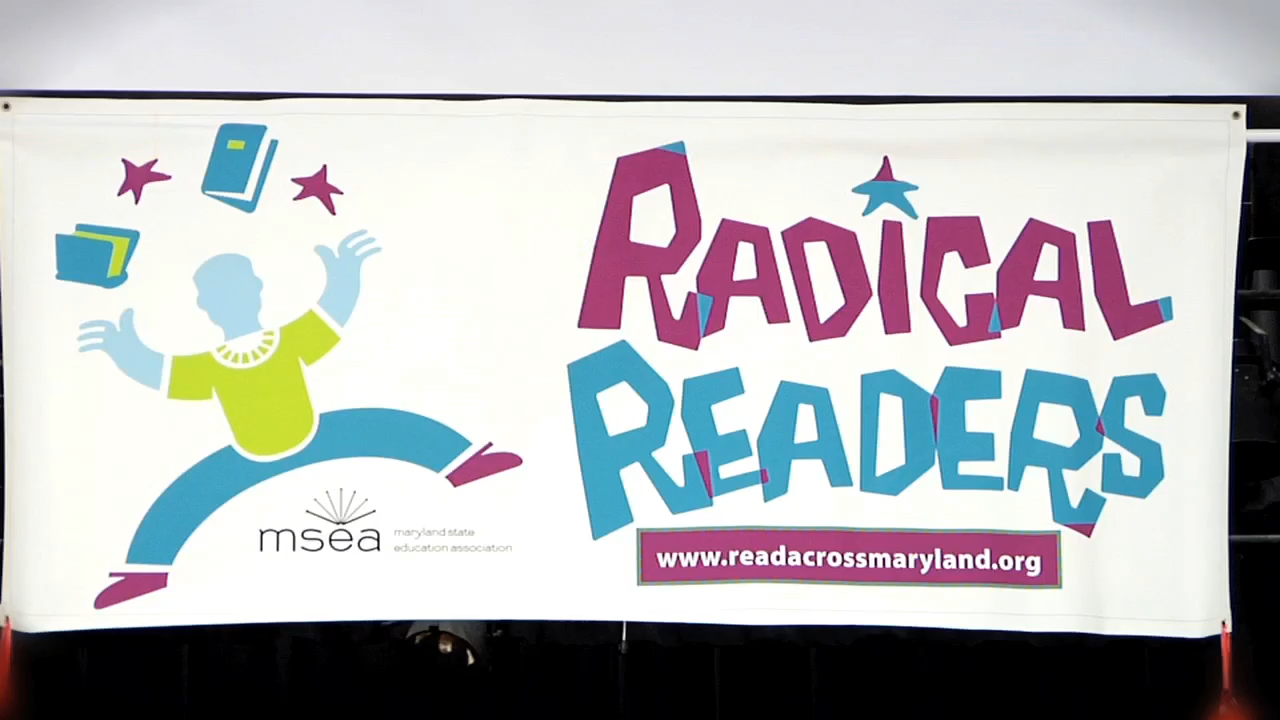 RADICAL
READERS
www.readacrossmaryland.org
msea
maryland state
education association